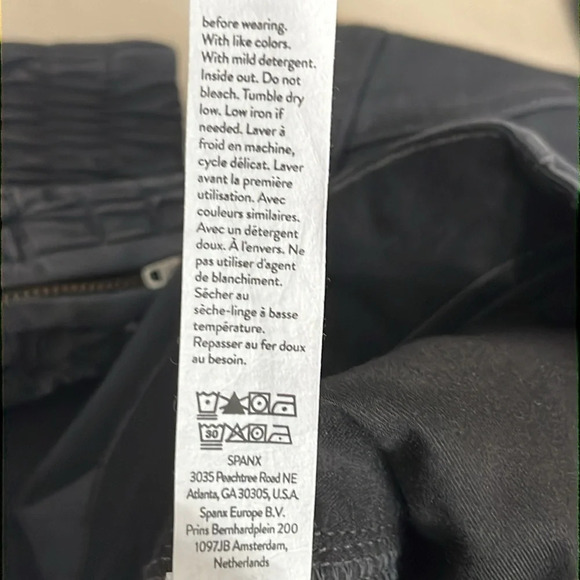 before wearing.
With like colors.
With mild detergent.
Inside out. Do not
bleach. Tumble dry
low. Low iron if
needed. Laver à
froid en machine,
cycle délicat. Laver
avant la première
utilisation. Avec
couleurs similaires.
Avec un détergent
doux. À l'envers. Ne
pas utiliser d'agent
de blanchiment.
Sécher au
sèche-linge à basse
température.
Repasser au fer doux
au besoin.
30
SPANX
3035 Peachtree Road NE
Atlanta, GA 30305, U.S.A.
Spanx Europe B.V.
Prins Bernhardplein 200
1097JB Amsterdam,
Netherlands